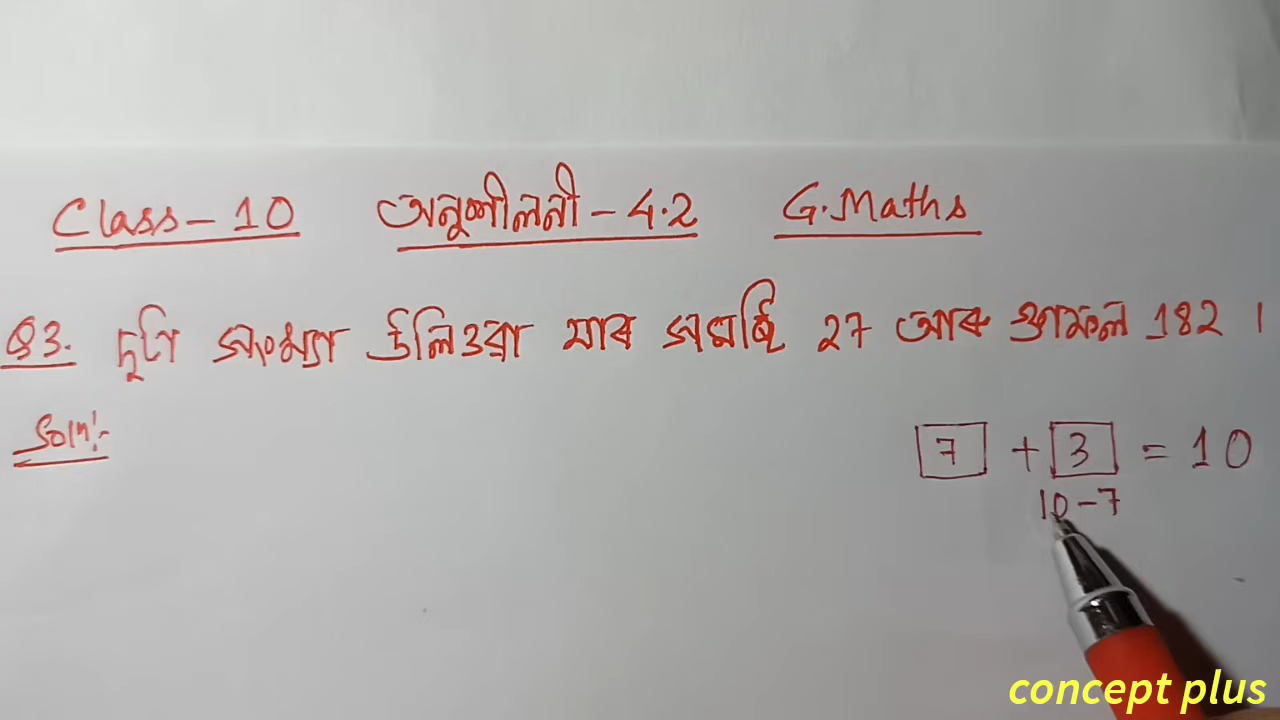 Class-10 অনুশীলনী-4.2 G.Maths
Q3. দুটা সংখ্যা উলিওৱা যাৰ সমষ্টি 27 আৰু গুণফল 182 ।
Soln:-
7 + 3 = 10
10-7
concept plus